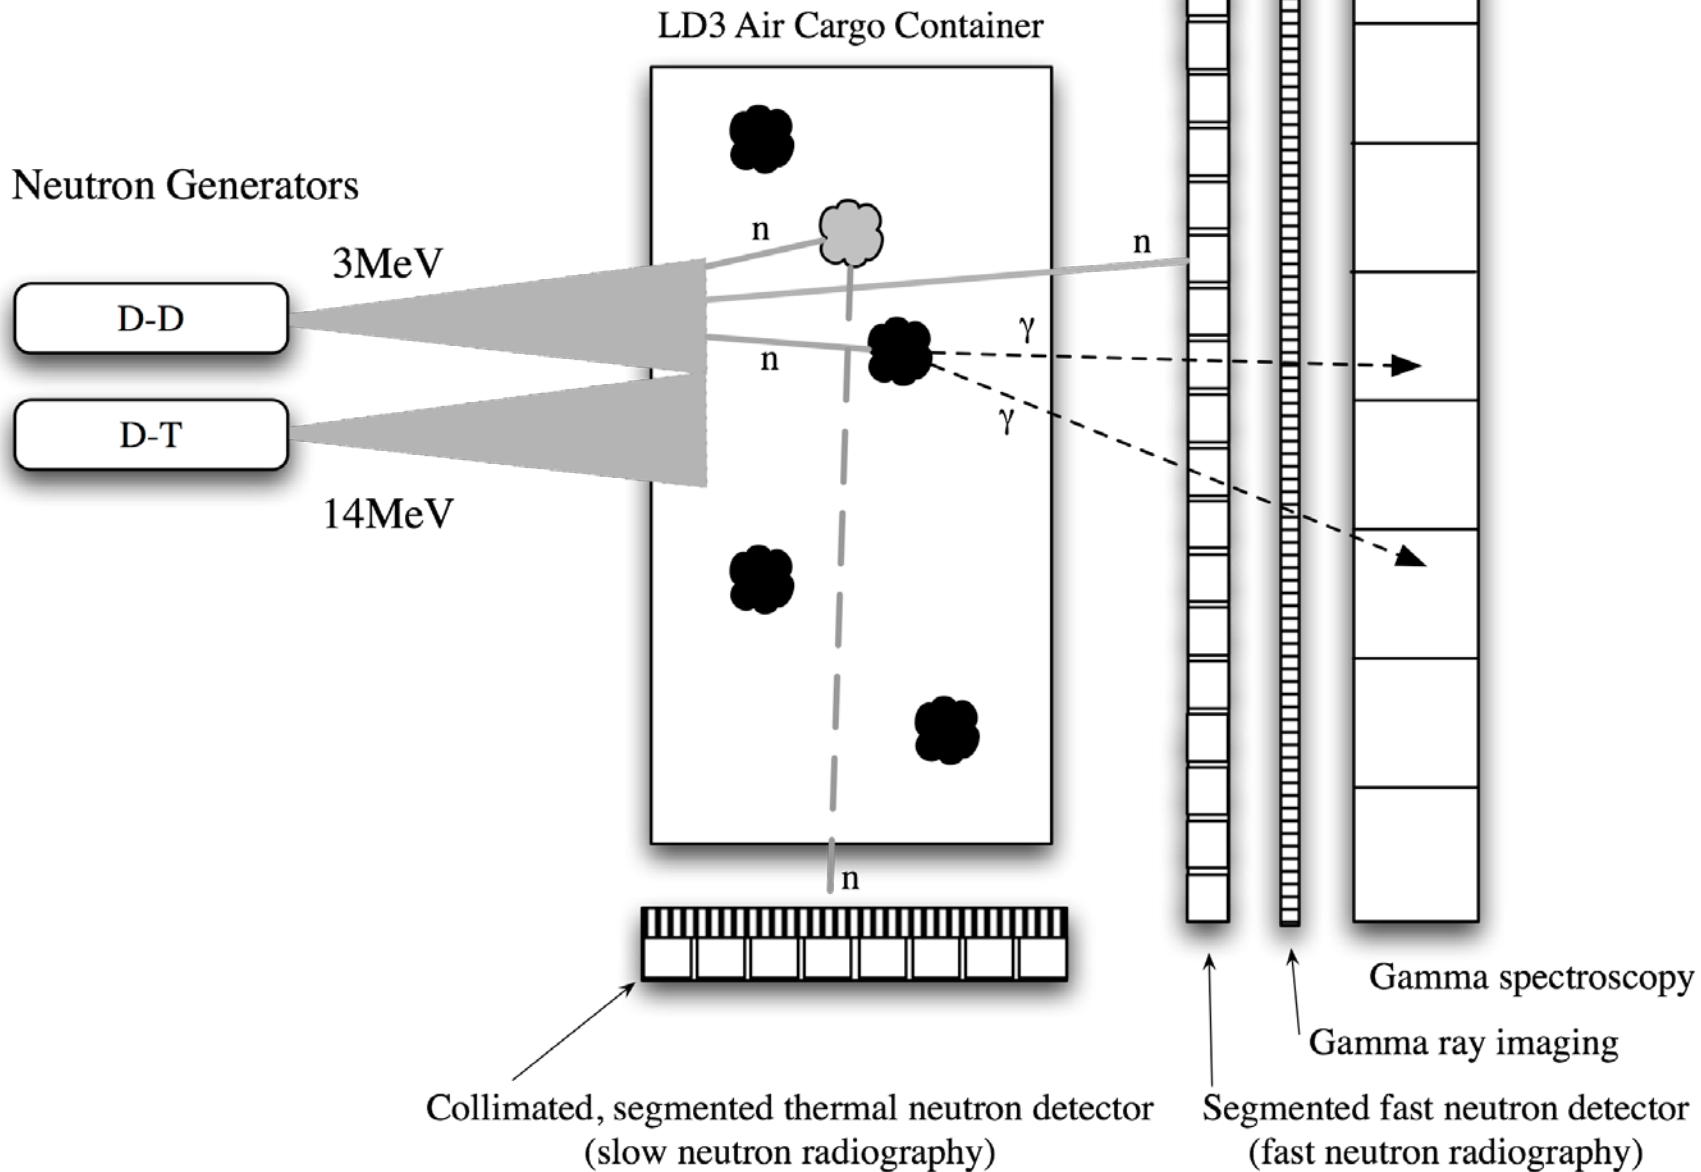 LD3 Air Cargo Container
Neutron Generators
3MeV
D-D
D-T
14MeV
n
n
n
γ
γ
n
Gamma spectroscopy
Gamma ray imaging
Collimated, segmented thermal neutron detector
(slow neutron radiography)
Segmented fast neutron detector
(fast neutron radiography)